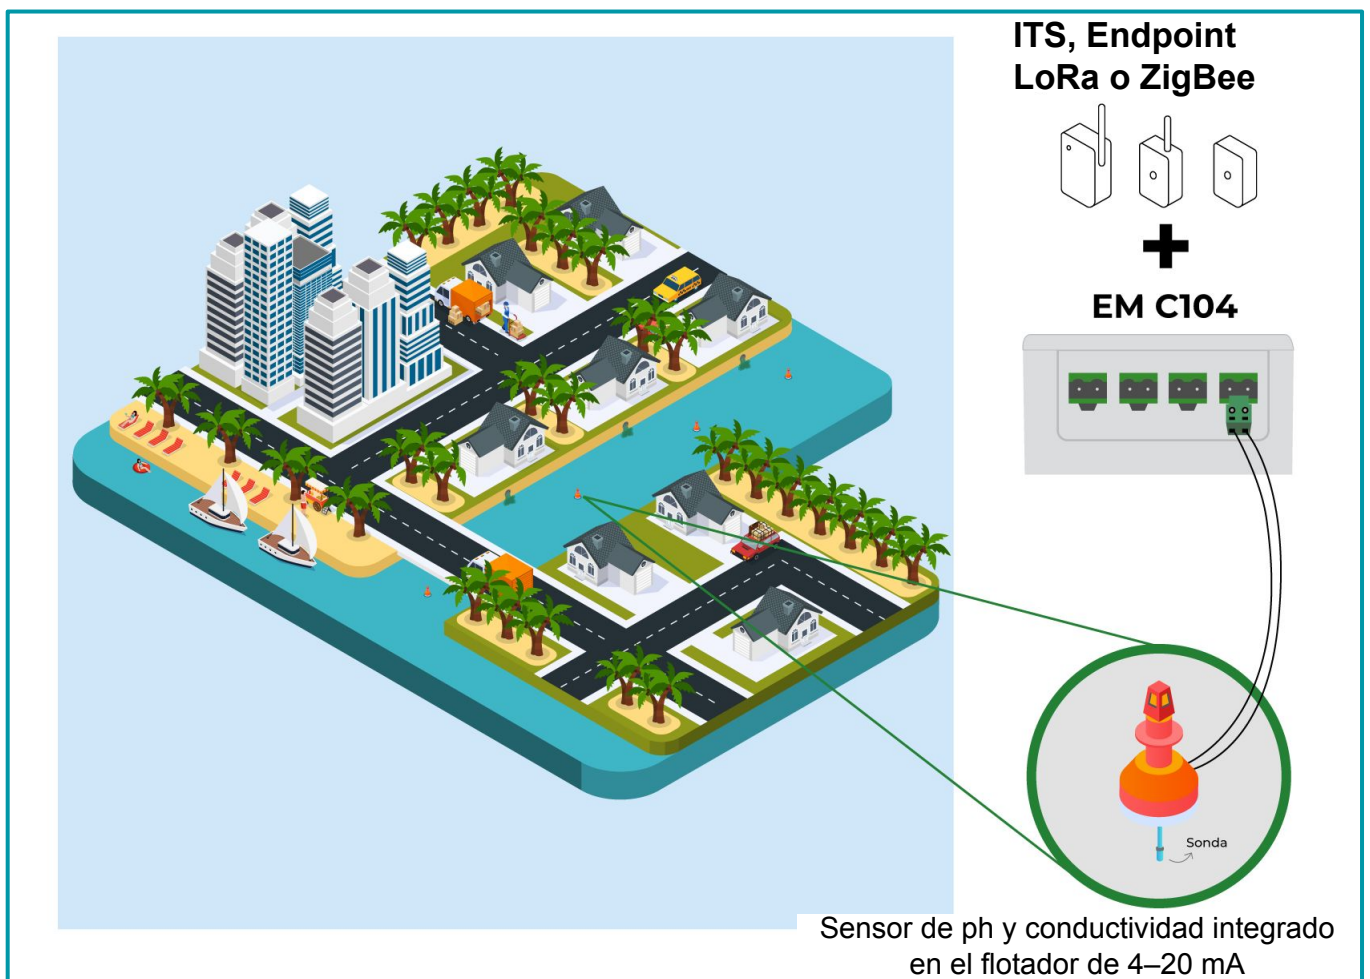 ITS, Endpoint
LoRa o ZigBee
EM C104
Sonda
Sensor de ph y conductividad integrado
en el flotador de 4–20 mA